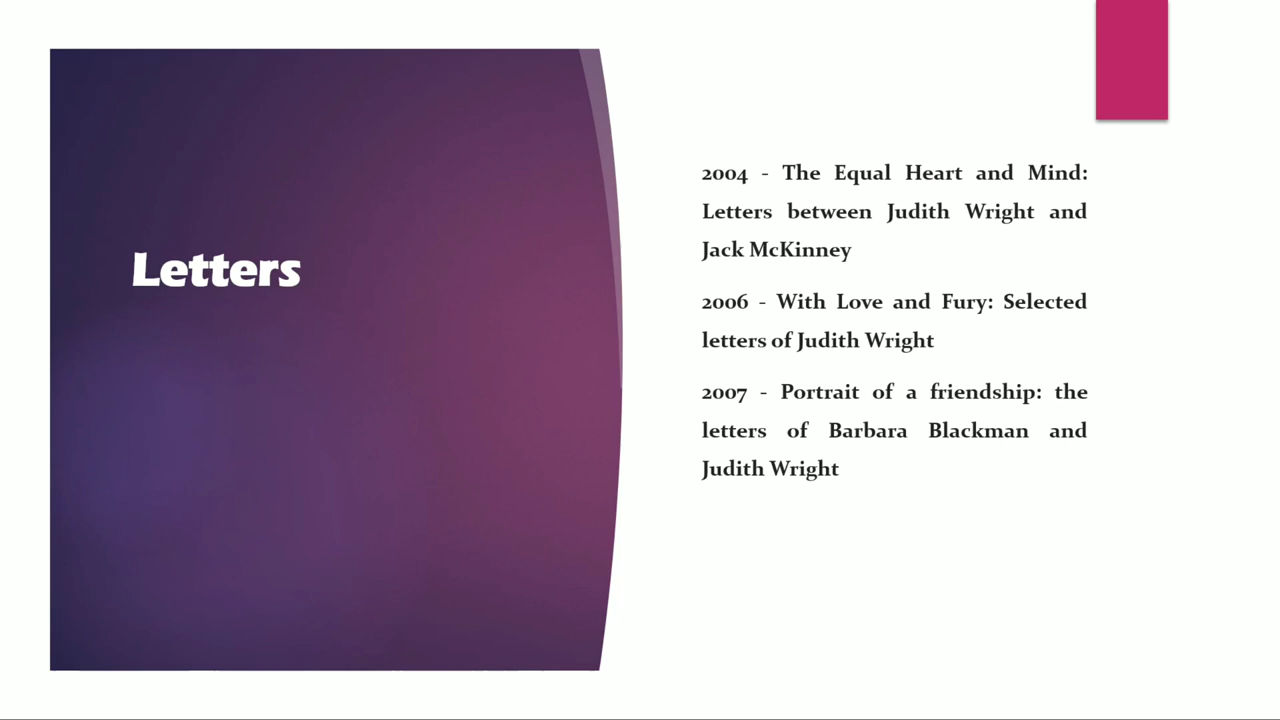 Letters
2004 - The Equal Heart and Mind:
Letters between Judith Wright and
Jack McKinney
2006 - With Love and Fury: Selected
letters of Judith Wright
2007 - Portrait of a friendship: the
letters of Barbara Blackman and
Judith Wright